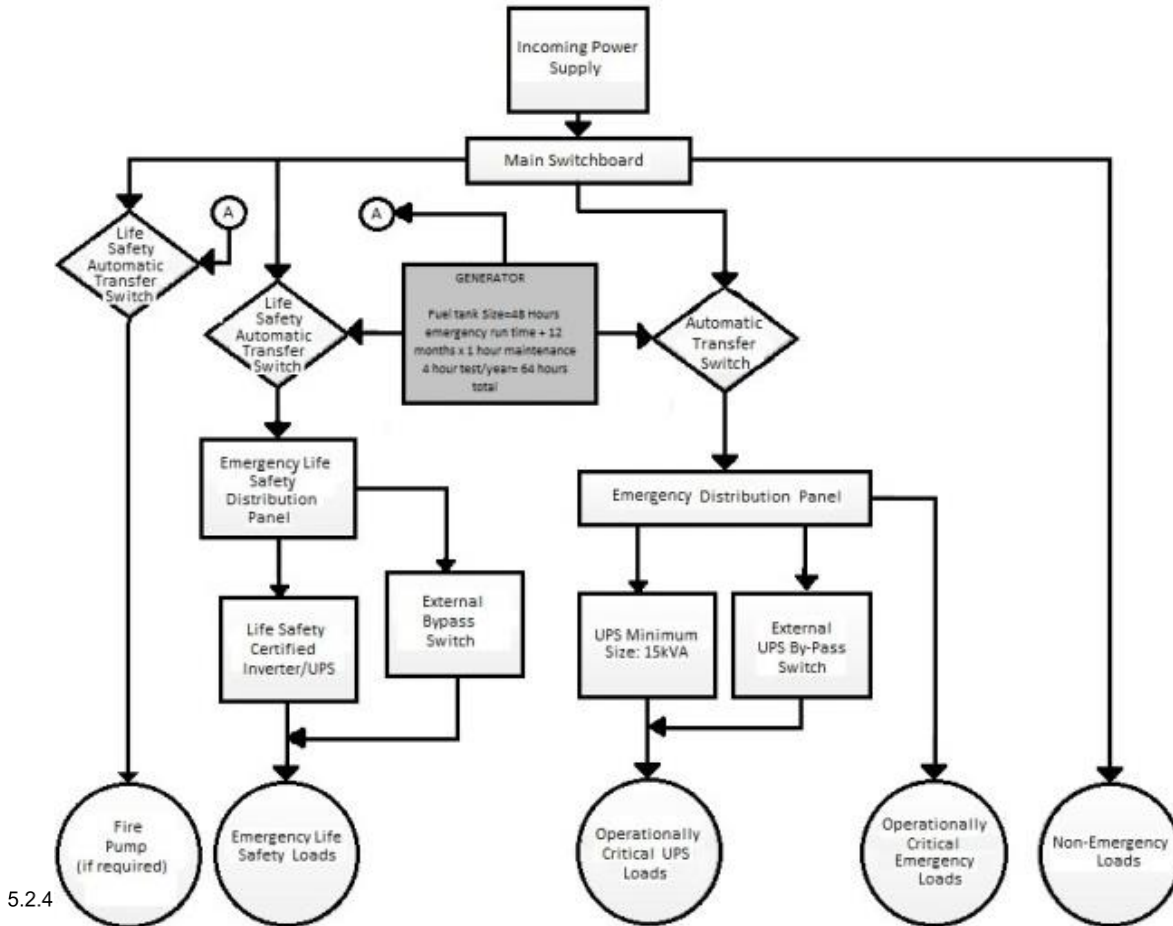 Incoming Power
Supply
Main Switchboard
Life
Safety
Automatic
Transfer
Switch
A
A
Life
Safety
Automatic
Transfer
Switch
GENERATOR
Fuel tank Size=48 Hours
emergency run time + 12
months x 1 hour maintenance
4 hour test/year= 64 hours
total
Automatic
Transfer
Switch
Emergency Life
Safety
Distribution
Panel
Emergency Distribution Panel
Life Safety
Certified
Inverter/UPS
External
Bypass
Switch
UPS Minimum
Size: 15kVA
External
UPS By-Pass
Switch
Fire
Pump
(if required)
Emergency Life
Safety Loads
Operationally
Critical UPS
Loads
Operationally
Critical
Emergency
Loads
Non-Emergency
Loads
5.2.4